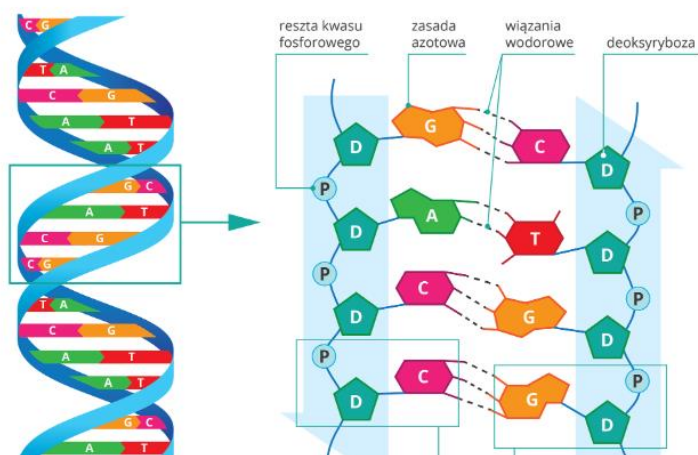 reszta kwasu fosforowego
zasada azotowa
wiązania wodorowe
deoksyryboza
C G
T A
C G
A T
A T
G C
A T
C G
C G
T A
C G
A T
A T
G C
A T
D G C D
P P
D A T D
P P
D C G D
P P
D C G D